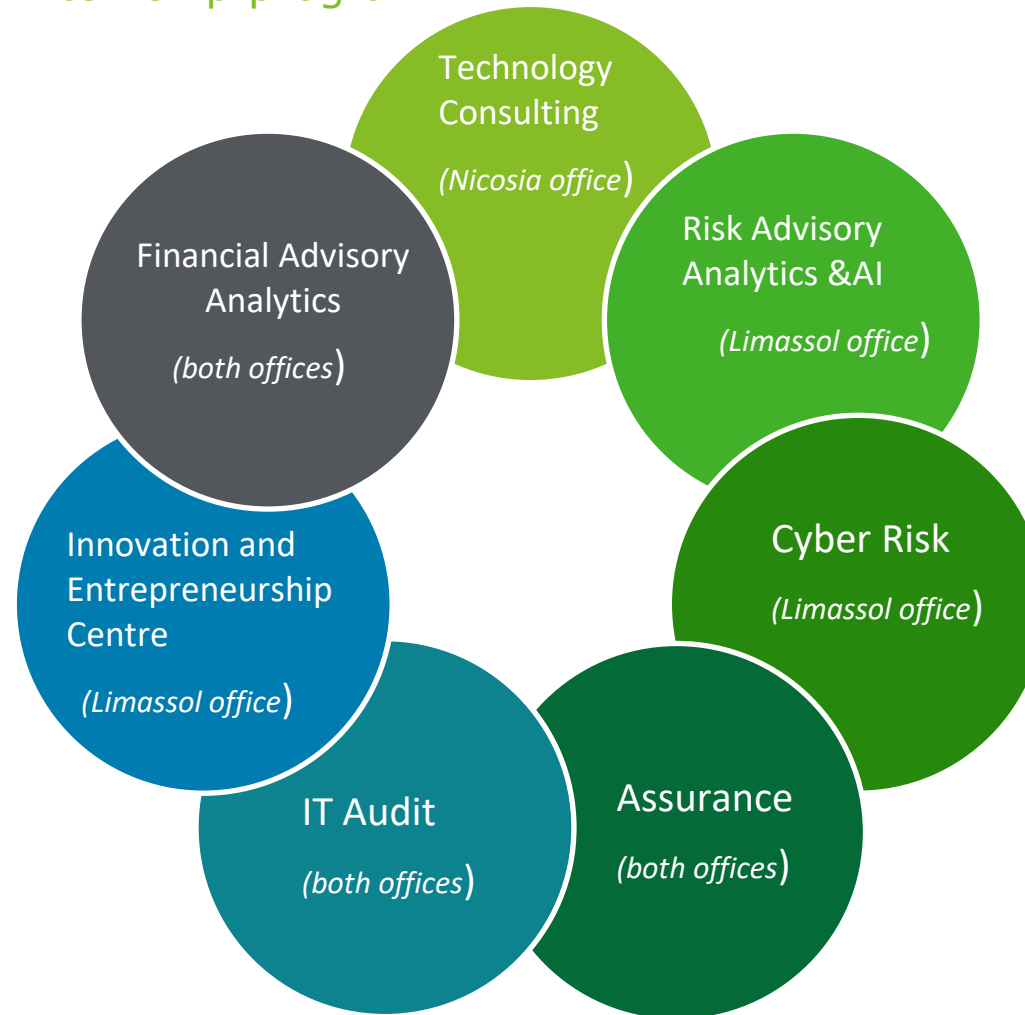 Technology
Consulting
(Nicosia office)
Risk Advisory
Analytics &AI
(Limassol office)
Cyber Risk
(Limassol office)
Assurance
(both offices)
IT Audit
(both offices)
Innovation and
Entrepreneurship
Centre
(Limassol office)
Financial Advisory
Analytics
(both offices)